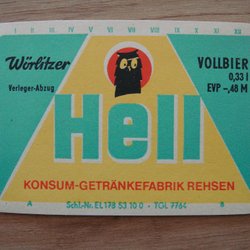 I II III IV V VI VII VIII IX X XI XII
Wörlitzer
Verleger-Abzug
VOLLBIER
0,33 l
EVP -,48 M
Hell
KONSUM-GETRÄNKEFABRIK REHSEN
A
Schl.-Nr. EL 178 53 10 0 - TGL 7764
B